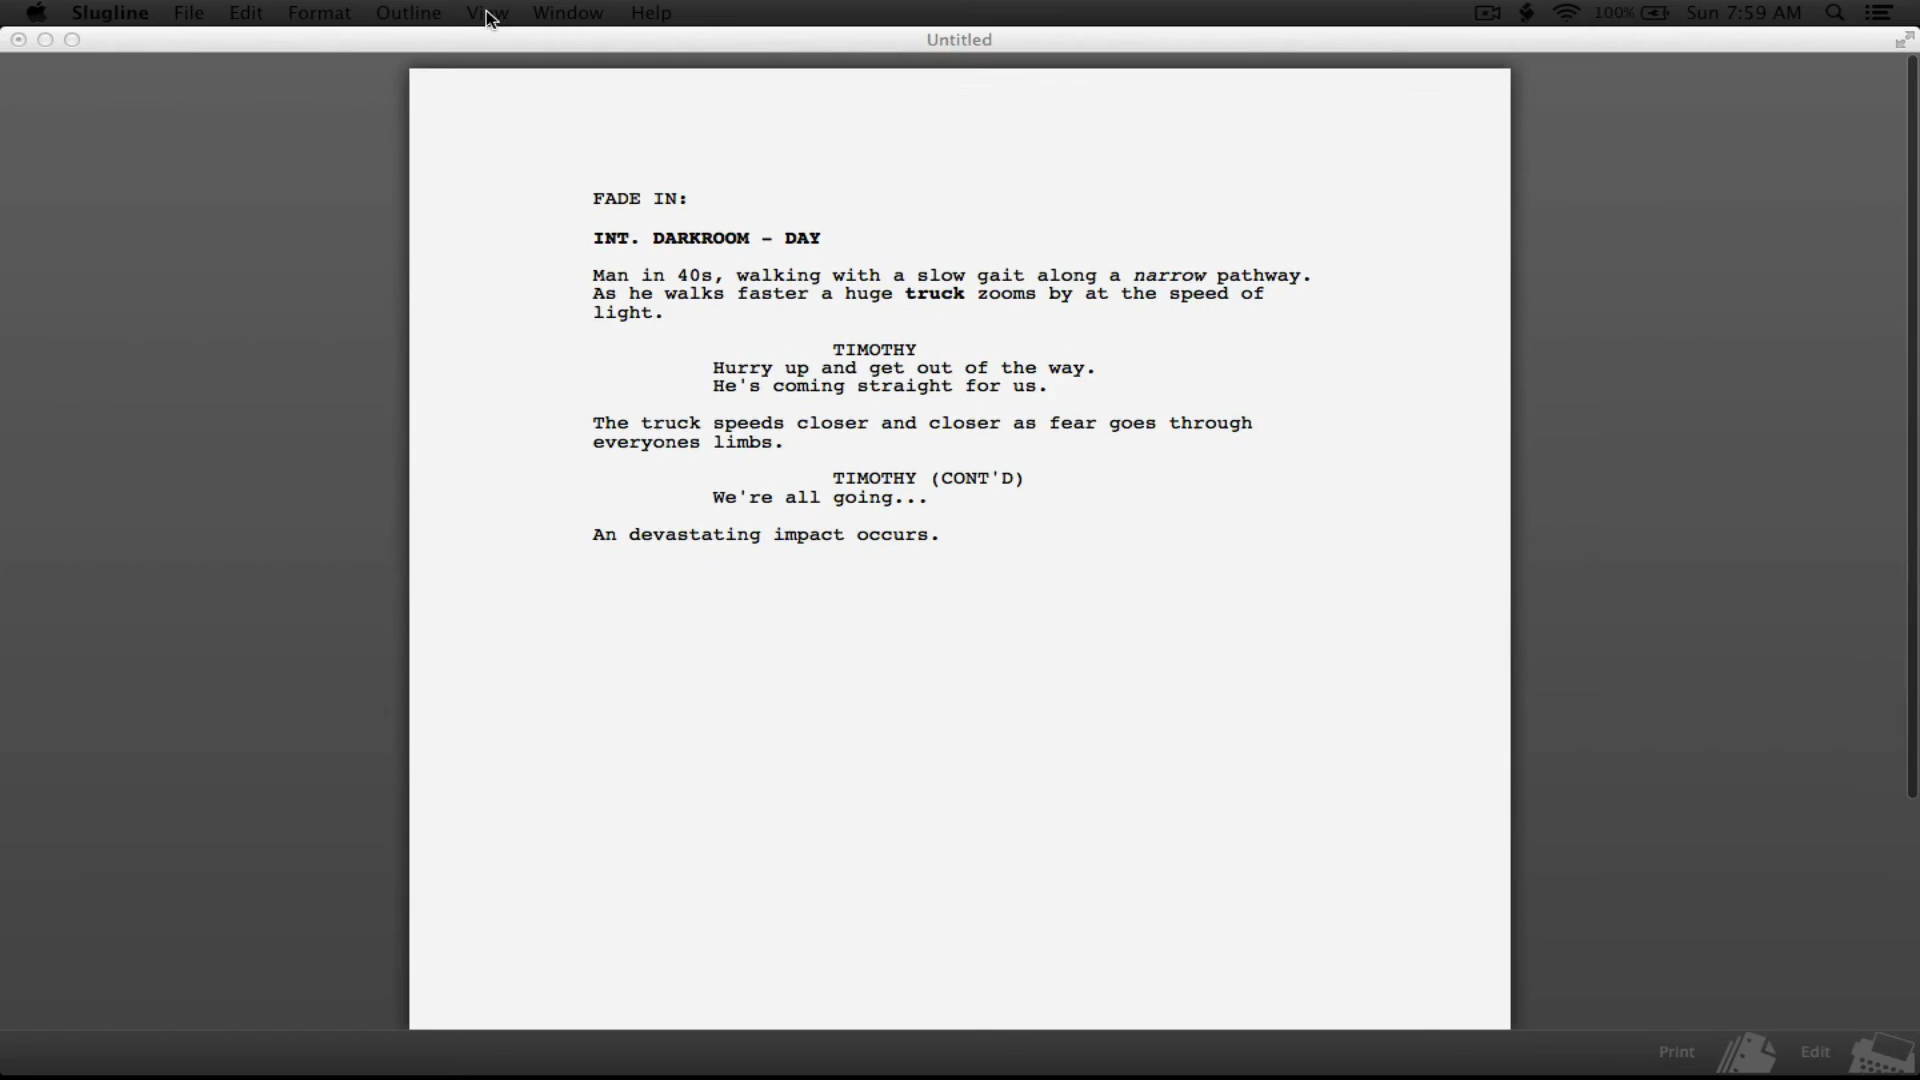 Slugline File Edit Format Outline View Window Help 100% Sun 7:59 AM
Untitled
FADE IN:
INT. DARKROOM - DAY
Man in 40s, walking with a slow gait along a narrow pathway.
As he walks faster a huge truck zooms by at the speed of
light.
TIMOTHY
Hurry up and get out of the way.
He's coming straight for us.
The truck speeds closer and closer as fear goes through
everyones limbs.
TIMOTHY (CONT'D)
We're all going...
An devastating impact occurs.
Print Edit